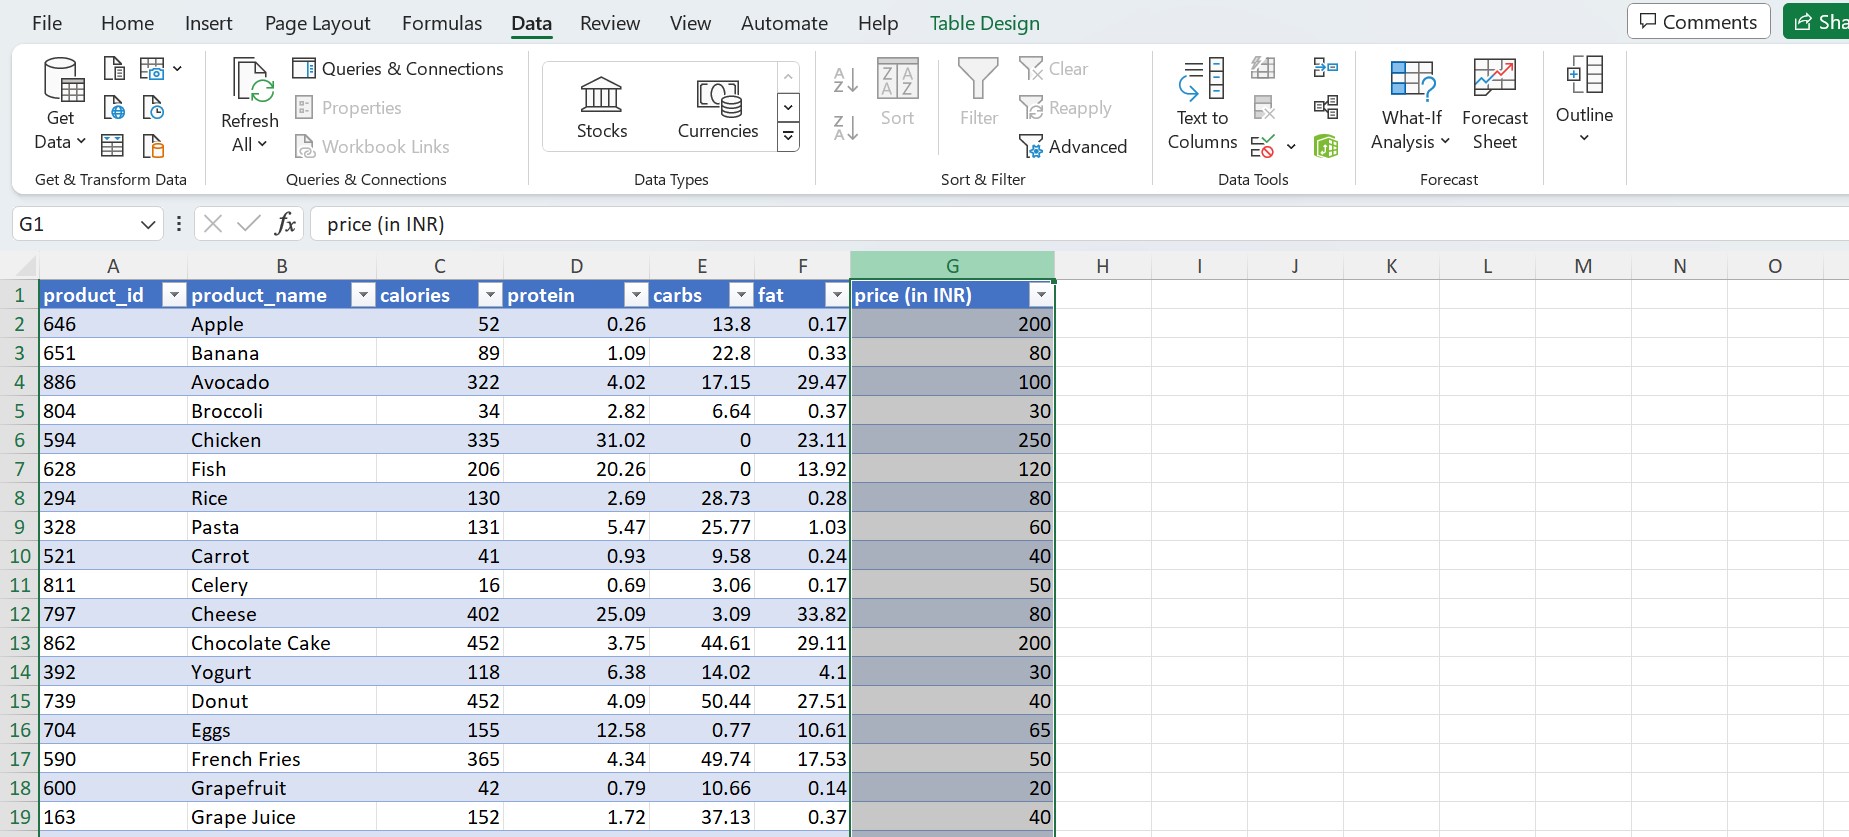 File Home Insert Page Layout Formulas Data Review View Automate Help Table Design Comments Sha
Get Data
Get & Transform Data
Refresh All
Queries & Connections
Properties
Workbook Links
Queries & Connections
Stocks Currencies
Data Types
Sort
Filter
Clear
Reapply
Advanced
Sort & Filter
Text to Columns
Data Tools
What-If Analysis
Forecast Sheet
Forecast
Outline
G1 fx price (in INR)
A B C D E F G H I J K L M N O
1 product_id product_name calories protein carbs fat price (in INR)
2 646 Apple 52 0.26 13.8 0.17 200
3 651 Banana 89 1.09 22.8 0.33 80
4 886 Avocado 322 4.02 17.15 29.47 100
5 804 Broccoli 34 2.82 6.64 0.37 30
6 594 Chicken 335 31.02 0 23.11 250
7 628 Fish 206 20.26 0 13.92 120
8 294 Rice 130 2.69 28.73 0.28 80
9 328 Pasta 131 5.47 25.77 1.03 60
10 521 Carrot 41 0.93 9.58 0.24 40
11 811 Celery 16 0.69 3.06 0.17 50
12 797 Cheese 402 25.09 3.09 33.82 80
13 862 Chocolate Cake 452 3.75 44.61 29.11 200
14 392 Yogurt 118 6.38 14.02 4.1 30
15 739 Donut 452 4.09 50.44 27.51 40
16 704 Eggs 155 12.58 0.77 10.61 65
17 590 French Fries 365 4.34 49.74 17.53 50
18 600 Grapefruit 42 0.79 10.66 0.14 20
19 163 Grape Juice 152 1.72 37.13 0.37 40